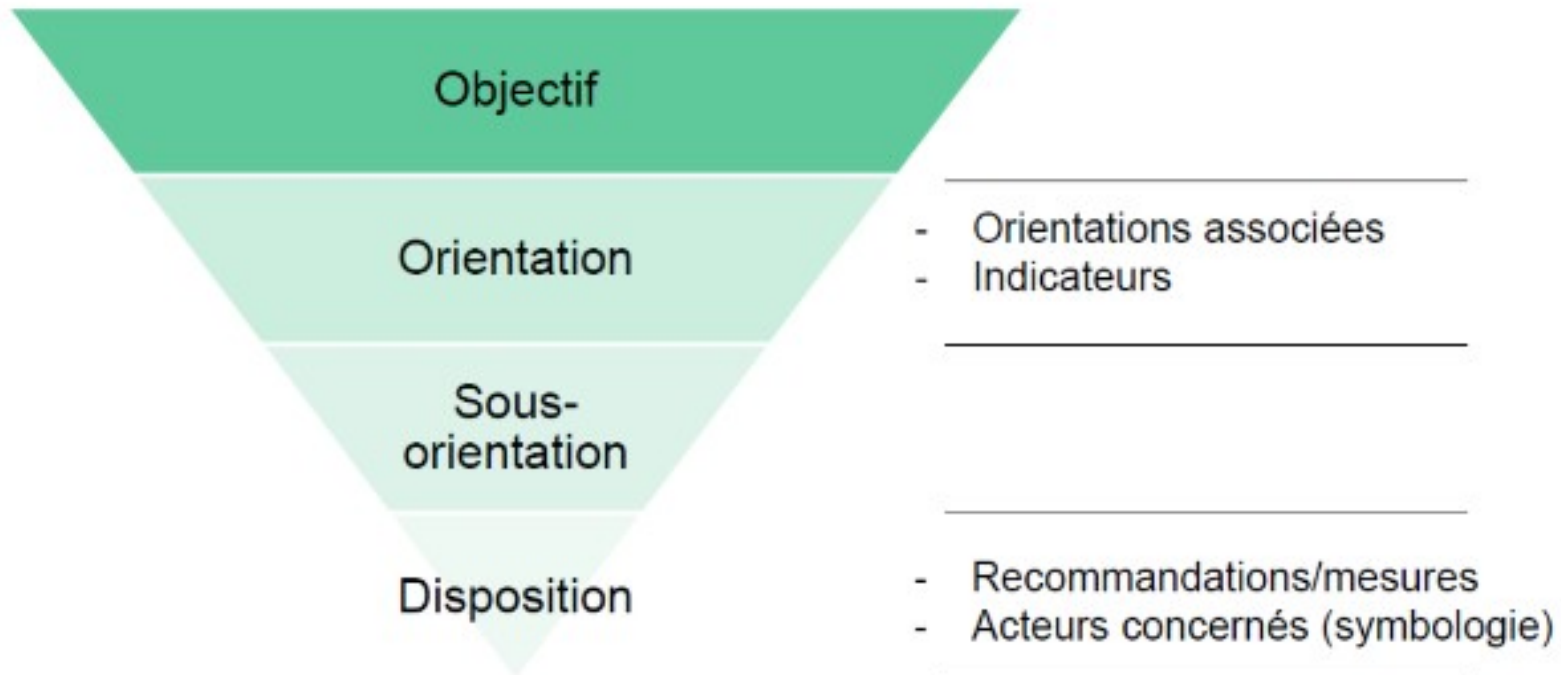 Objectif
Orientation
- Orientations associées
- Indicateurs
Sous-
orientation
Disposition
- Recommandations/mesures
- Acteurs concernés (symbologie)